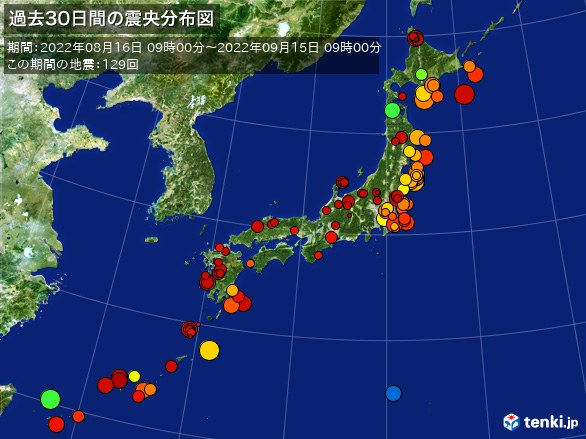 過去30日間の震央分布図
期間：2022年08月16日 09時00分～2022年09月15日 09時00分
この期間の地震：129回
tenki.jp